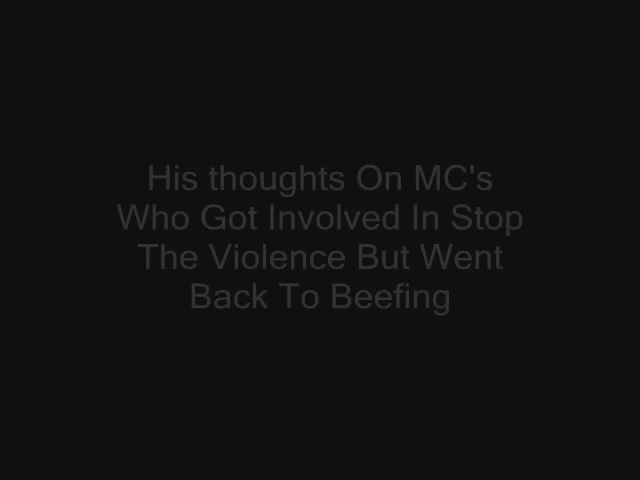 His thoughts On MC's
Who Got Involved In Stop
The Violence But Went
Back To Beefing